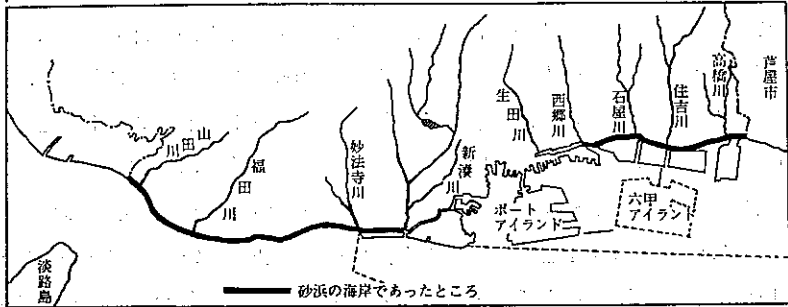 山田川
福田川
妙法寺川
新湊川
生田川
西郷川
石屋川
住吉川
高橋川
芦屋市
ポート
アイランド
六甲
アイランド
淡路島
砂浜の海岸であったところ